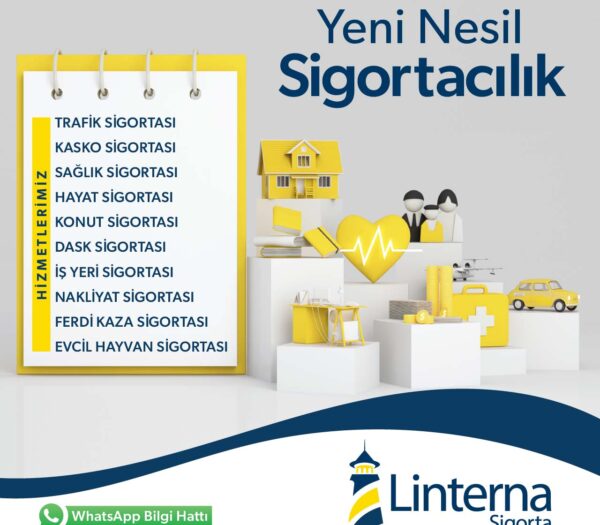 Yeni Nesil
Sigortacılık
HİZMETLERİMİZ
TRAFİK SİGORTASI
KASKO SİGORTASI
SAĞLIK SİGORTASI
HAYAT SİGORTASI
KONUT SİGORTASI
DASK SİGORTASI
İŞ YERİ SİGORTASI
NAKLİYAT SİGORTASI
FERDİ KAZA SİGORTASI
EVCİL HAYVAN SİGORTASI
WhatsApp Bilgi Hattı
Linterna
Sigorta